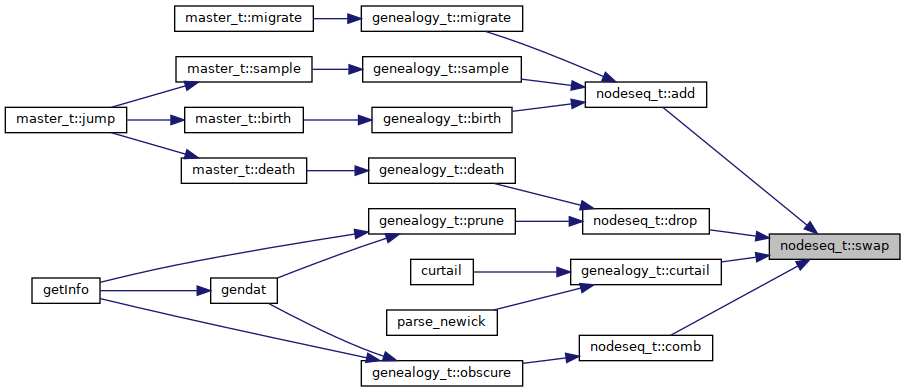 master_t::migrate
genealogy_t::migrate
master_t::sample
genealogy_t::sample
nodeseq_t::add
master_t::jump
master_t::birth
genealogy_t::birth
master_t::death
genealogy_t::death
genealogy_t::prune
nodeseq_t::drop
nodeseq_t::swap
curtail
genealogy_t::curtail
getInfo
gendat
parse_newick
nodeseq_t::comb
genealogy_t::obscure